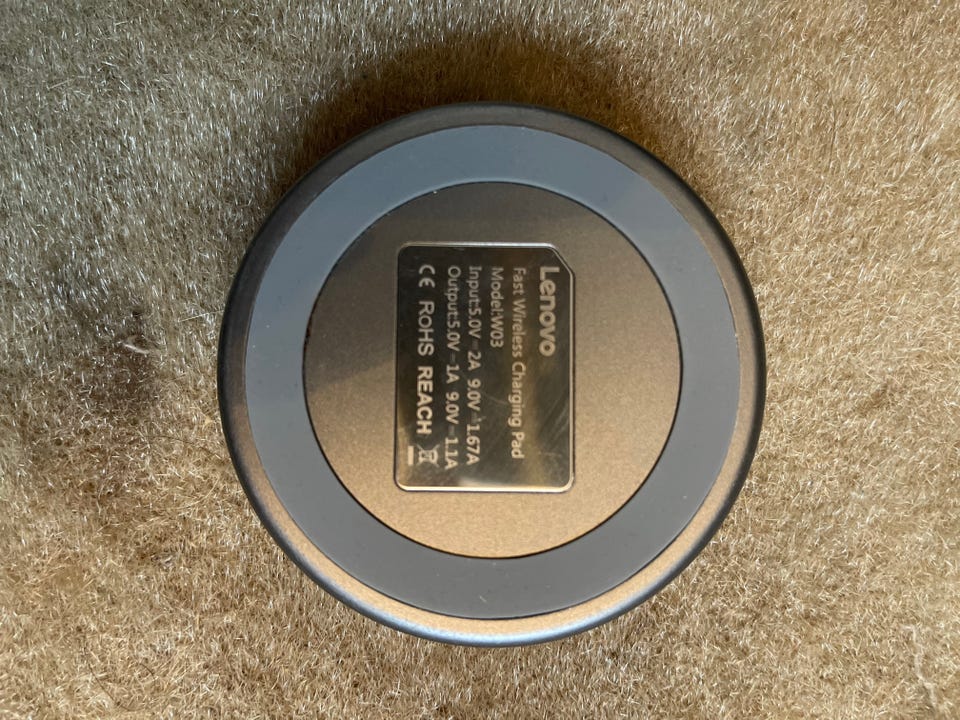 Lenovo
Fast Wireless Charging Pad
Model:W03
Input:5.0V⎓2A 9.0V⎓1.67A
Output:5.0V⎓1A 9.0V⎓1.1A
CE RoHS REACH